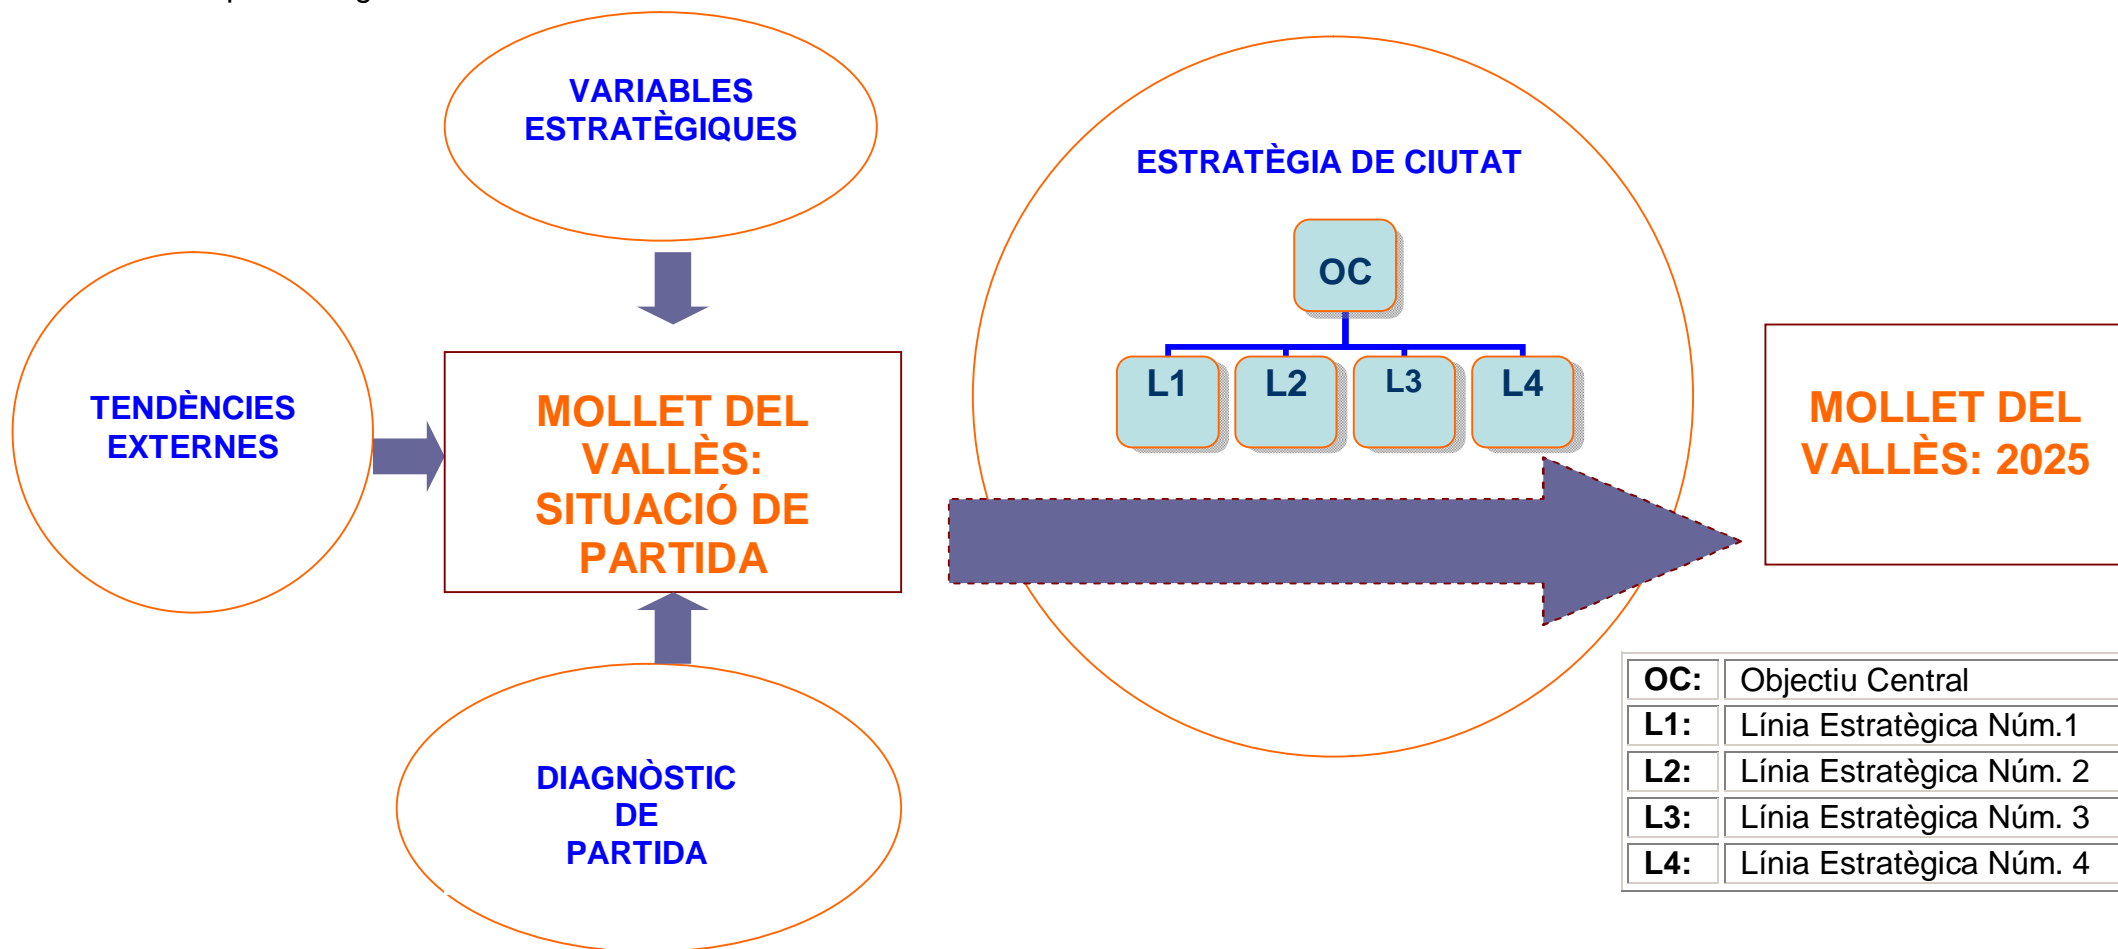 VARIABLES
ESTRATÈGIQUES
ESTRATÈGIA DE CIUTAT
OC
L1 L2 L3 L4
TENDÈNCIES
EXTERNES
MOLLET DEL
VALLÈS:
SITUACIÓ DE
PARTIDA
MOLLET DEL
VALLÈS: 2025
DIAGNÒSTIC
DE
PARTIDA
OC: Objectiu Central
L1: Línia Estratègica Núm.1
L2: Línia Estratègica Núm. 2
L3: Línia Estratègica Núm. 3
L4: Línia Estratègica Núm. 4